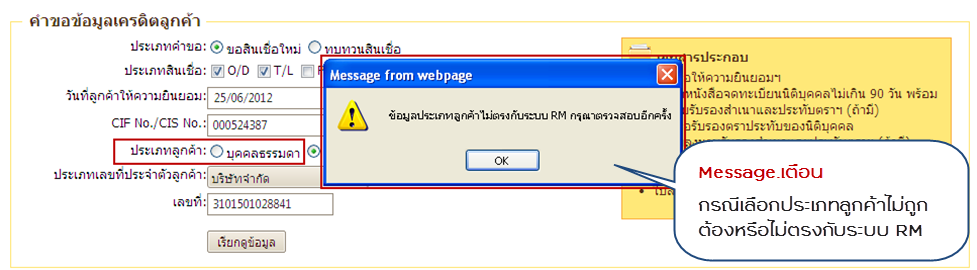 คำขอข้อมูลเครดิตลูกค้า
ประเภทคำขอ: ขอสินเชื่อใหม่ ทบทวนสินเชื่อ
ประเภทสินเชื่อ: O/D T/L
วันที่ลูกค้าให้ความยินยอม: 25/06/2012
CIF No./CIS No.: 000524387
ประเภทลูกค้า: บุคคลธรรมดา
ประเภทเลขที่ประจำตัวลูกค้า: บริษัทจำกัด
เลขที่: 3101501028841
เรียกดูข้อมูล
Message from webpage
ข้อมูลประเภทลูกค้าไม่ตรงกับระบบ RM กรุณาตรวจสอบอีกครั้ง
OK
ารประกอบ
อให้ความยินยอมฯ
หนังสือจดทะเบียนนิติบุคคลไม่เกิน 90 วัน พร้อม
รับรองสำเนาและประทับตราฯ (ถ้ามี)
อรับรองตราประทับของนิติบุคคล
Message.เตือน
กรณีเลือกประเภทลูกค้าไม่ถูก
ต้องหรือไม่ตรงกับระบบ RM